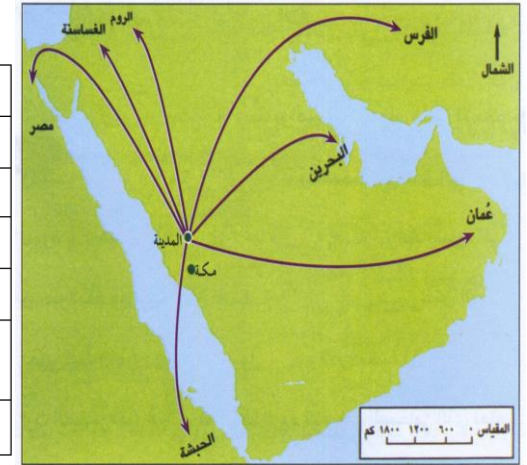 الروم
الغساسنة
الفرس
الشمال
مصر
البحرين
عُمان
المدينة
مكة
الحبشة
المقياس ٠ ٦٠٠ ١٢٠٠ ١٨٠٠ كم